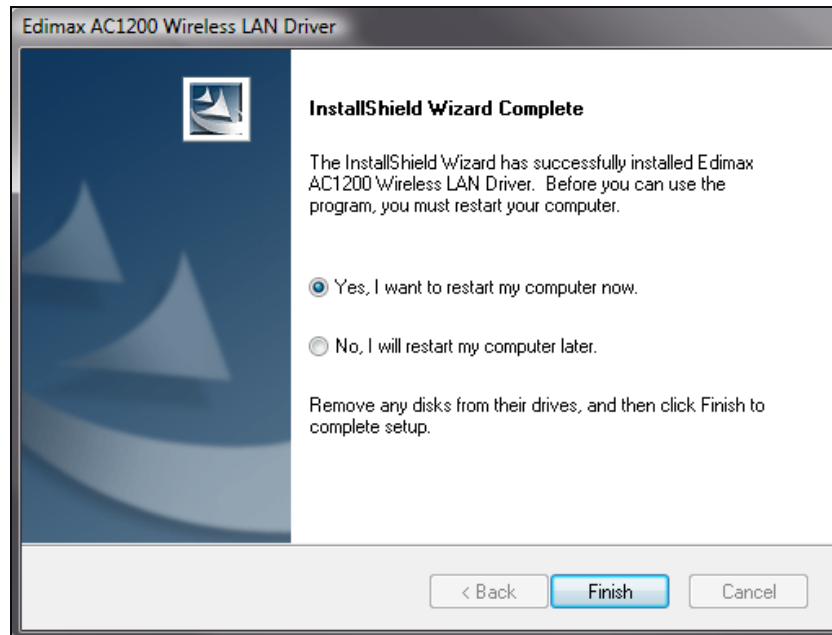 Edimax AC1200 Wireless LAN Driver
InstallShield Wizard Complete
The InstallShield Wizard has successfully installed Edimax
AC1200 Wireless LAN Driver.  Before you can use the
program, you must restart your computer.
Yes, I want to restart my computer now.
No, I will restart my computer later.
Remove any disks from their drives, and then click Finish to
complete setup.
< Back
Finish
Cancel